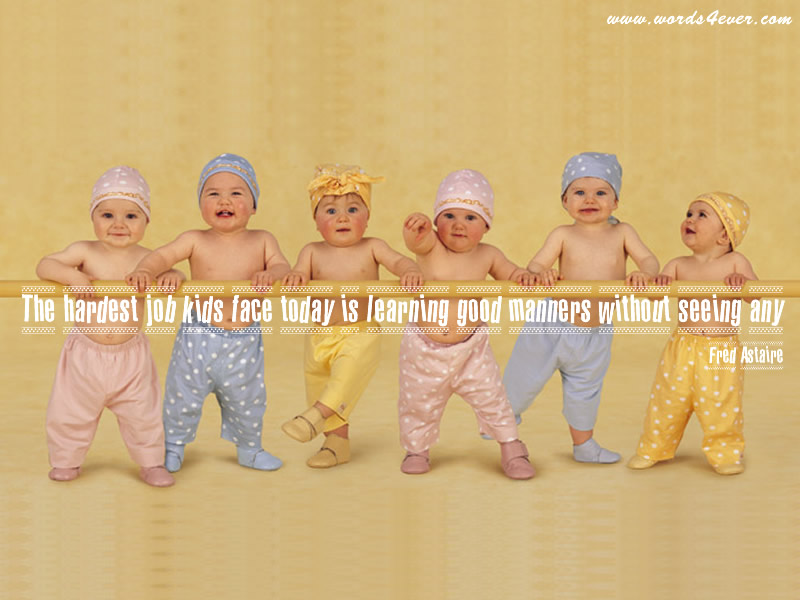 www.words4ever.com
The hardest job kids face today is learning good manners without seeing any
Fred Astaire